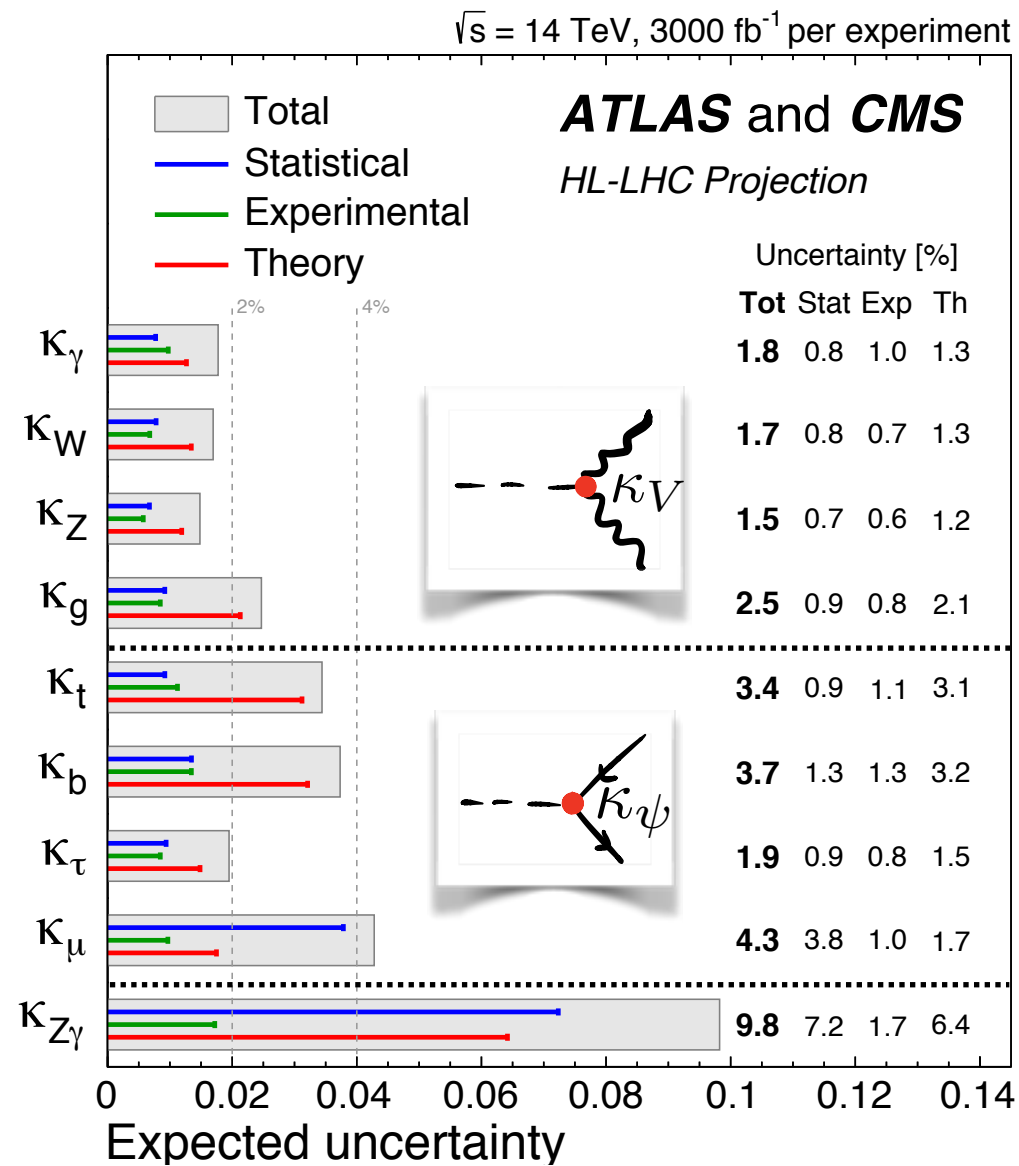 √s = 14 TeV, 3000 fb⁻¹ per experiment
Total
Statistical
Experimental
Theory
ATLAS and CMS
HL-LHC Projection
Uncertainty [%]
Tot Stat Exp Th
2% 4%
κγ 1.8 0.8 1.0 1.3
κW 1.7 0.8 0.7 1.3
κV
κZ 1.5 0.7 0.6 1.2
κg 2.5 0.9 0.8 2.1
κt 3.4 0.9 1.1 3.1
κb 3.7 1.3 1.3 3.2
κψ
κτ 1.9 0.9 0.8 1.5
κμ 4.3 3.8 1.0 1.7
κZγ 9.8 7.2 1.7 6.4
0 0.02 0.04 0.06 0.08 0.1 0.12 0.14
Expected uncertainty